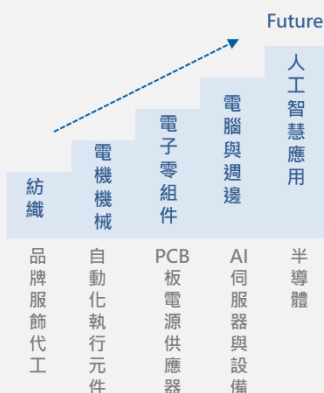 Future
紡織
電機機械
電子零組件
電腦與週邊
人工智慧應用
品牌服飾代工
自動化執行元件
PCB板電源供應器
AI伺服器與設備
半導體